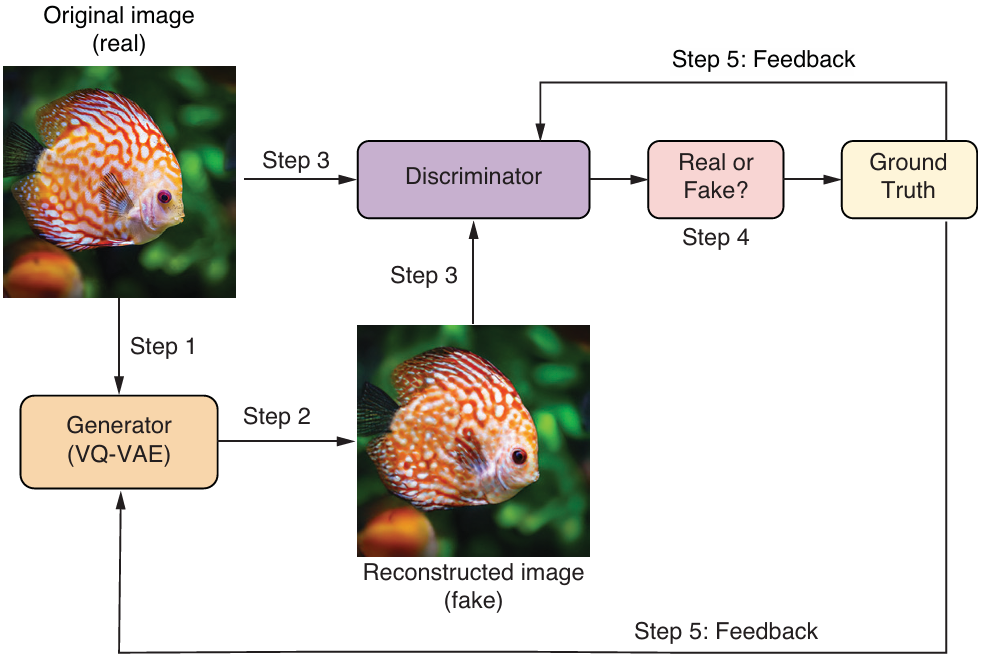 Original image
(real)
Step 5: Feedback
Step 3
Discriminator
Real or
Fake?
Ground
Truth
Step 4
Step 3
Step 1
Generator
(VQ-VAE)
Step 2
Reconstructed image
(fake)
Step 5: Feedback